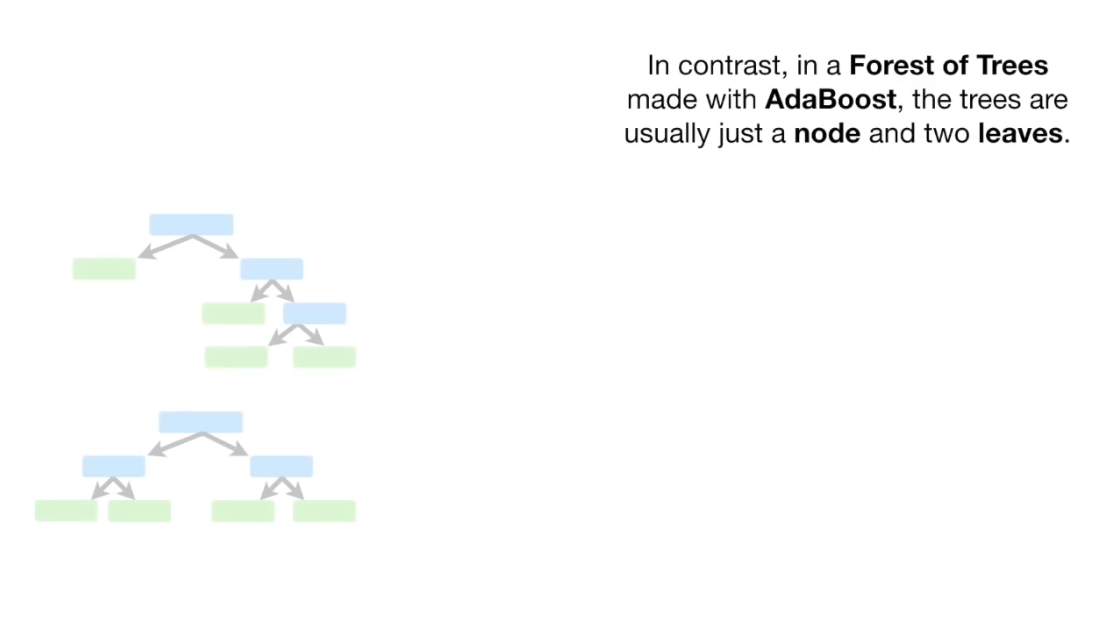 In contrast, in a Forest of Trees
made with AdaBoost, the trees are
usually just a node and two leaves.